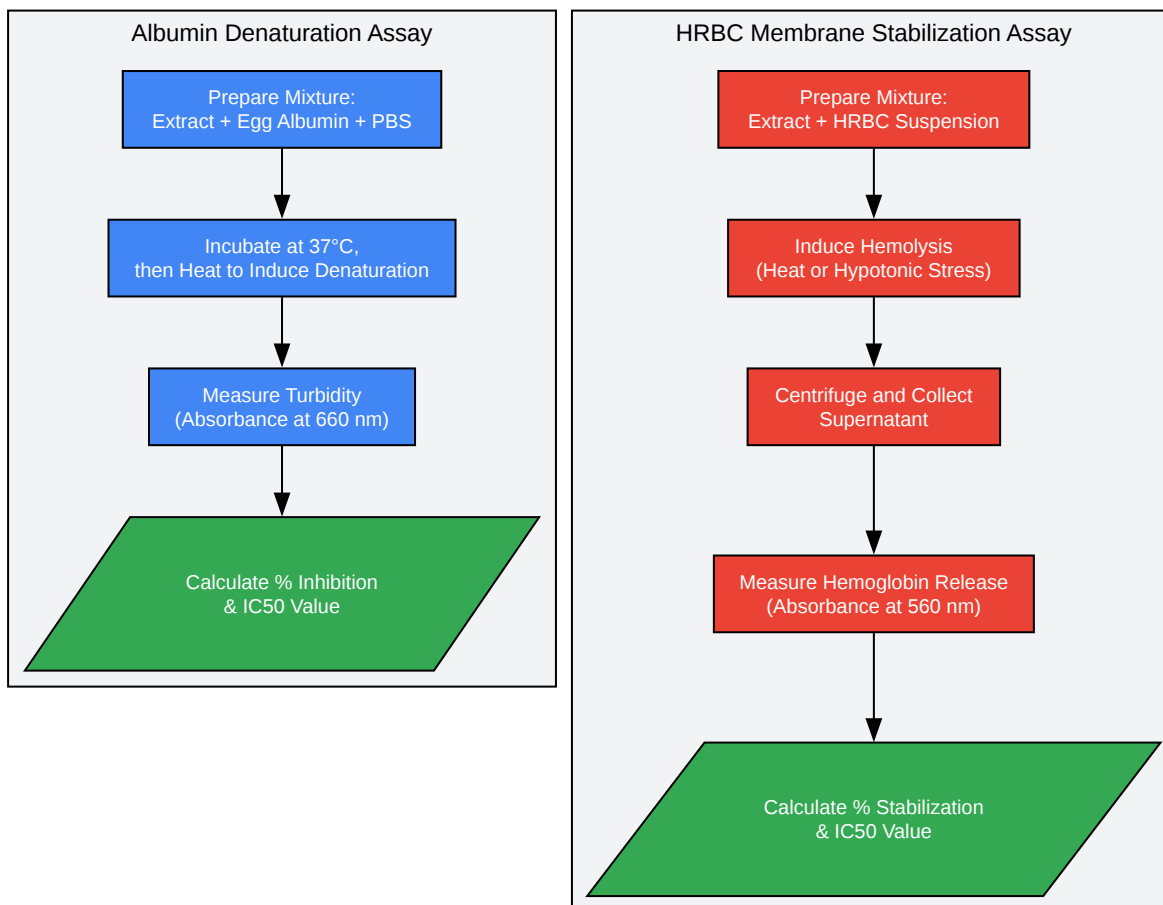 Albumin Denaturation Assay
Prepare Mixture:
Extract + Egg Albumin + PBS
Incubate at 37°C,
then Heat to Induce Denaturation
Measure Turbidity
(Absorbance at 660 nm)
Calculate % Inhibition
& IC50 Value
HRBC Membrane Stabilization Assay
Prepare Mixture:
Extract + HRBC Suspension
Induce Hemolysis
(Heat or Hypotonic Stress)
Centrifuge and Collect
Supernatant
Measure Hemoglobin Release
(Absorbance at 560 nm)
Calculate % Stabilization
& IC50 Value